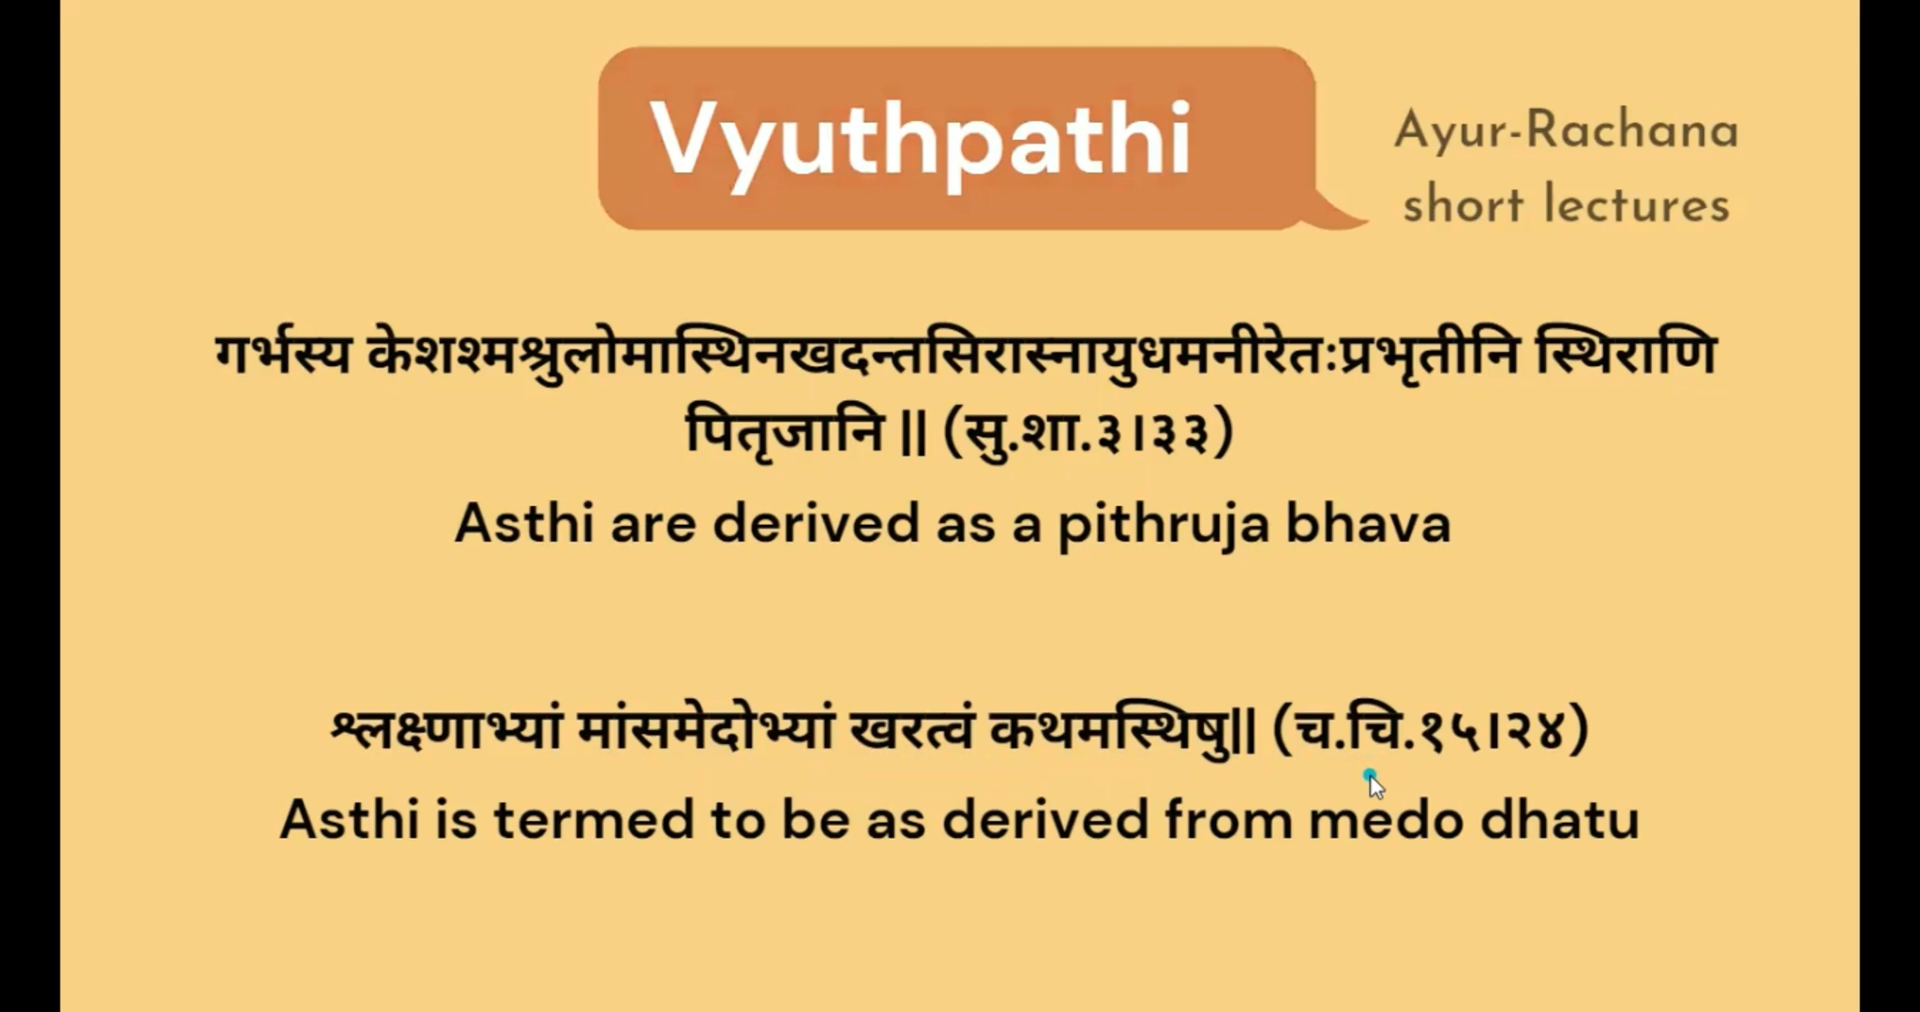 Vyuthpathi
Ayur-Rachana
short lectures
गर्भस्य केशश्मश्रुलोमास्थिनखदन्तसिरास्नायुधमनीरेतःप्रभृतीनि स्थिराणि
पितृजानि || (सु.शा.३।३३)
Asthi are derived as a pithruja bhava
श्लक्ष्णाभ्यां मांसमेदोभ्यां खरत्वं कथमस्थिषु|| (च.चि.१५।२४)
Asthi is termed to be as derived from medo dhatu